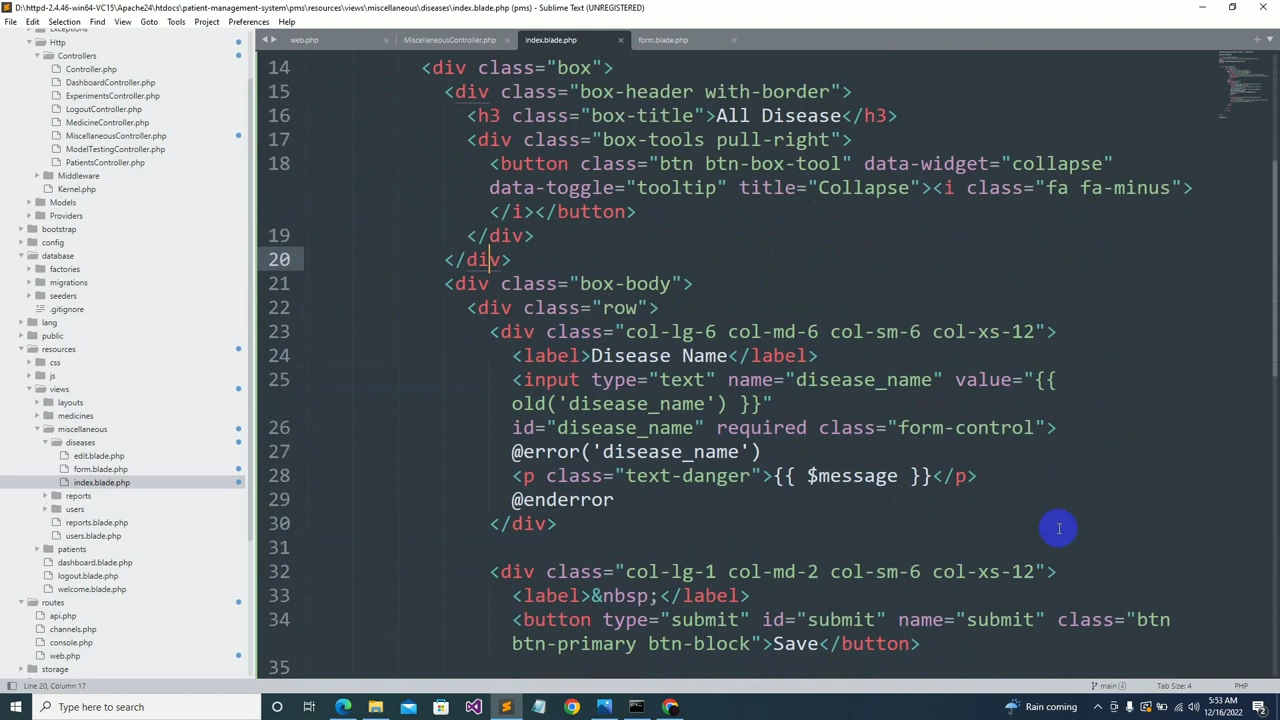 D:\httpd-2.4.46-win64-VC15\Apache24\htdocs\patient-management-system\pms\resources\views\miscellaneous\diseases\index.blade.php (pms) - Sublime Text (UNREGISTERED)
File Edit Selection Find View Goto Tools Project Preferences Help
web.php MiscellaneousController.php index.blade.php form.blade.php
Exceptions
Http
Controllers
Controller.php
DashboardController.php
ExperimentsController.php
LogoutController.php
MedicineController.php
MiscellaneousController.php
ModelTestingController.php
PatientsController.php
Middleware
Kernel.php
Models
Providers
bootstrap
config
database
factories
migrations
seeders
.gitignore
lang
public
resources
css
js
views
layouts
medicines
miscellaneous
diseases
edit.blade.php
form.blade.php
index.blade.php
reports
users
reports.blade.php
users.blade.php
patients
dashboard.blade.php
logout.blade.php
welcome.blade.php
routes
api.php
channels.php
console.php
web.php
storage
14 <div class="box">
15 <div class="box-header with-border">
16 <h3 class="box-title">All Disease</h3>
17 <div class="box-tools pull-right">
18 <button class="btn btn-box-tool" data-widget="collapse"
data-toggle="tooltip" title="Collapse"><i class="fa fa-minus">
</i></button>
19 </div>
20 </div>
21 <div class="box-body">
22 <div class="row">
23 <div class="col-lg-6 col-md-6 col-sm-6 col-xs-12">
24 <label>Disease Name</label>
25 <input type="text" name="disease_name" value="{{
old('disease_name') }}"
26 id="disease_name" required class="form-control">
27 @error('disease_name')
28 <p class="text-danger">{{ $message }}</p>
29 @enderror
30 </div>
31
32 <div class="col-lg-1 col-md-2 col-sm-6 col-xs-12">
33 <label>&nbsp;</label>
34 <button type="submit" id="submit" name="submit" class="btn
btn-primary btn-block">Save</button>
35
Line 20, Column 17 main 4 Tab Size: 4 PHP
Type here to search Rain coming 5:53 AM 12/16/2022 2